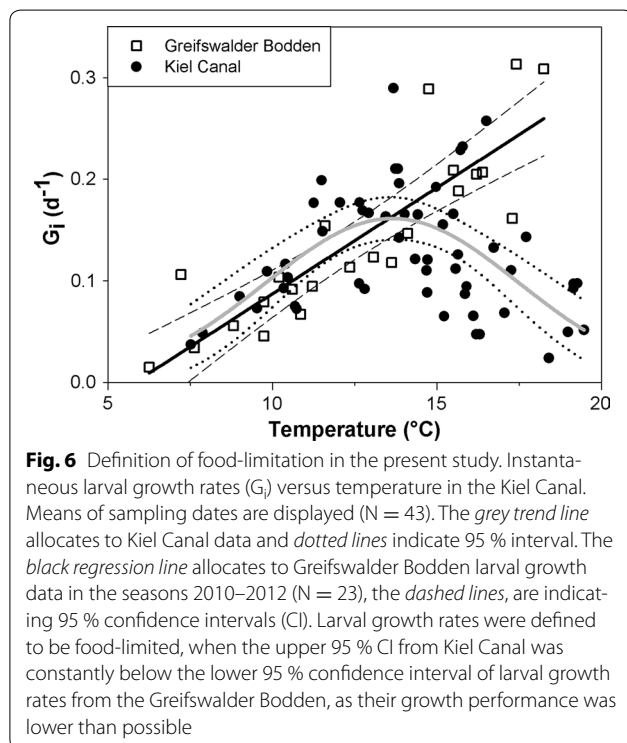 Greifswalder Bodden
Kiel Canal
0.3
0.2
0.1
0.0
Gi (d-1)
5
10
15
20
Temperature (°C)
Fig. 6 Definition of food-limitation in the present study. Instanta-
neous larval growth rates (Gi) versus temperature in the Kiel Canal.
Means of sampling dates are displayed (N = 43). The grey trend line
allocates to Kiel Canal data and dotted lines indicate 95 % interval. The
black regression line allocates to Greifswalder Bodden larval growth
data in the seasons 2010–2012 (N = 23), the dashed lines, are indicat-
ing 95 % confidence intervals (CI). Larval growth rates were defined
to be food-limited, when the upper 95 % CI from Kiel Canal was
constantly below the lower 95 % confidence interval of larval growth
rates from the Greifswalder Bodden, as their growth performance was
lower than possible